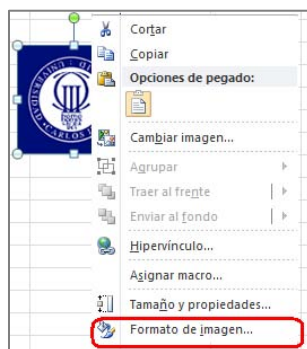 Cortar
Copiar
Opciones de pegado:
Cambiar imagen...
Agrupar
Traer al frente
Enviar al fondo
Hipervínculo...
Asignar macro...
Tamaño y propiedades...
Formato de imagen...